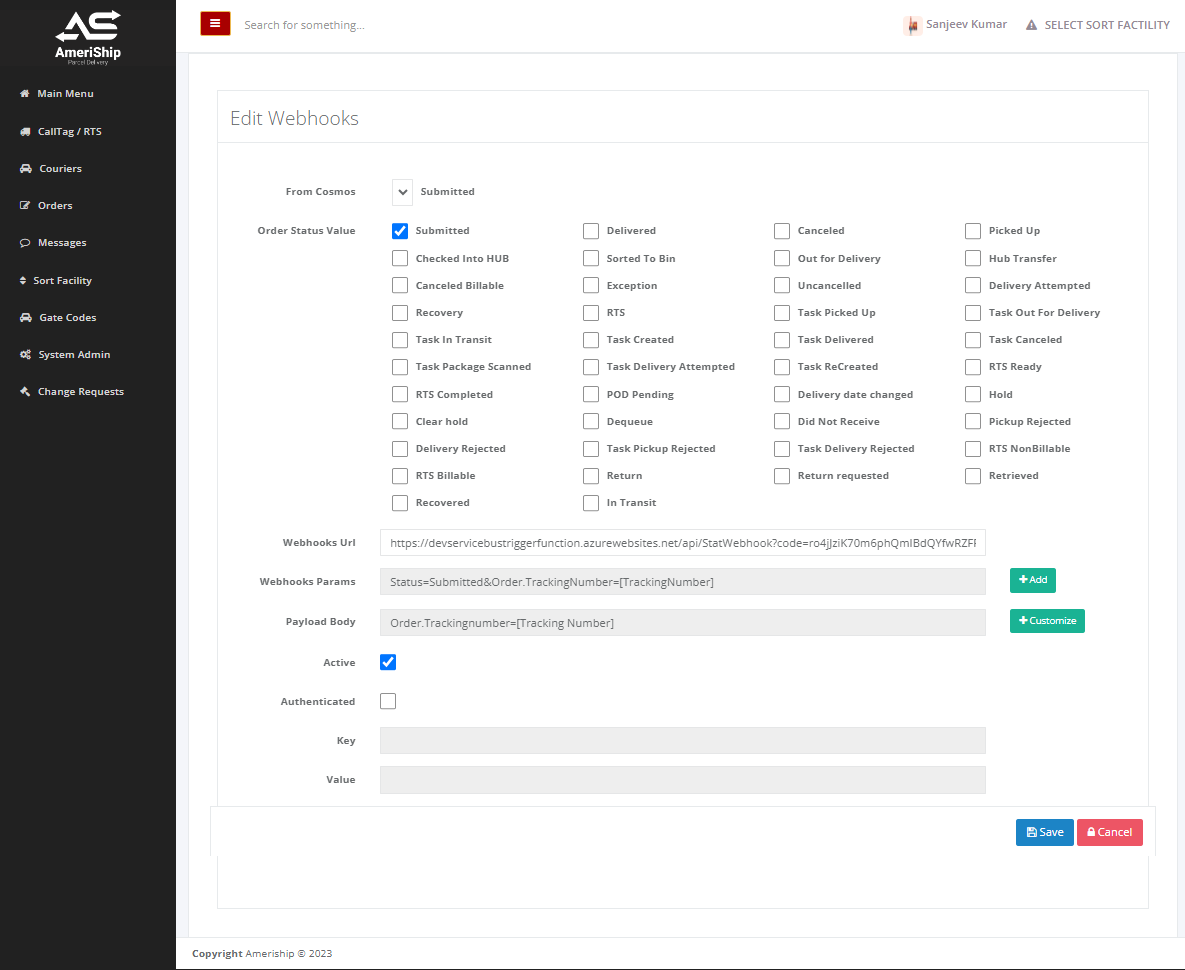 AmeriShip
Parcel Delivery
Search for something...
Sanjeev Kumar
SELECT SORT FACTILITY
Main Menu
CallTag / RTS
Couriers
Orders
Messages
Sort Facility
Gate Codes
System Admin
Change Requests
Edit Webhooks
From Cosmos Submitted
Order Status Value
Submitted Delivered Canceled Picked Up
Checked Into HUB Sorted To Bin Out for Delivery Hub Transfer
Canceled Billable Exception Uncancelled Delivery Attempted
Recovery RTS Task Picked Up Task Out For Delivery
Task In Transit Task Created Task Delivered Task Canceled
Task Package Scanned Task Delivery Attempted Task ReCreated RTS Ready
RTS Completed POD Pending Delivery date changed Hold
Clear hold Dequeue Did Not Receive Pickup Rejected
Delivery Rejected Task Pickup Rejected Task Delivery Rejected RTS NonBillable
RTS Billable Return Return requested Retrieved
Recovered In Transit
Webhooks Url https://devservicebustriggerfunction.azurewebsites.net/api/StatWebhook?code=ro4jJziK70m6phQmIBdQYfwRZFF
Webhooks Params Status=Submitted&Order.TrackingNumber=[TrackingNumber] Add
Payload Body Order.Trackingnumber=[Tracking Number] Customize
Active
Authenticated
Key
Value
Save Cancel
Copyright Ameriship © 2023